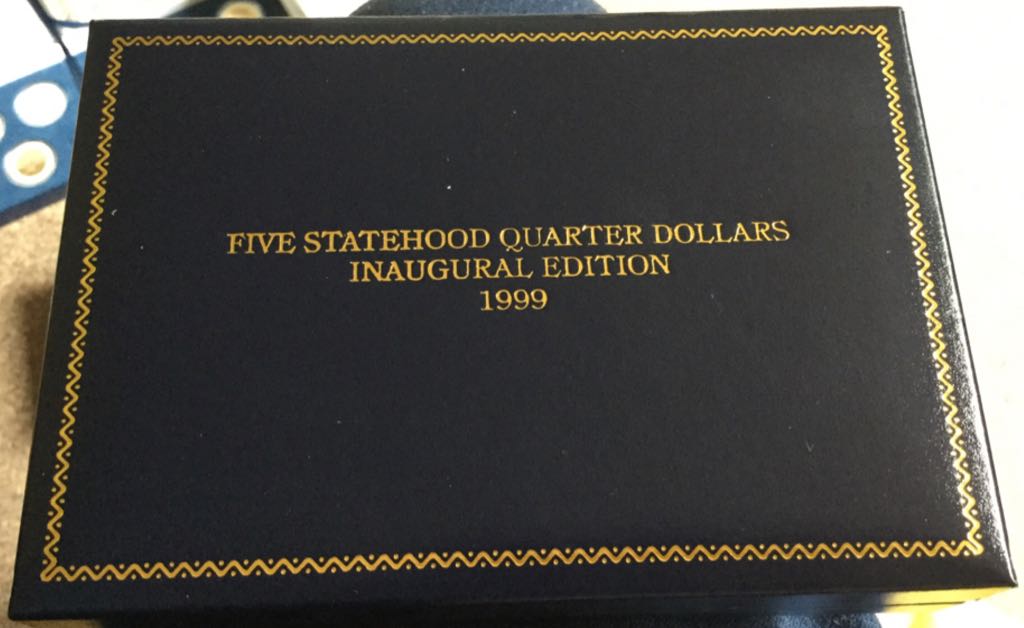 FIVE STATEHOOD QUARTER DOLLARS
INAUGURAL EDITION
1999